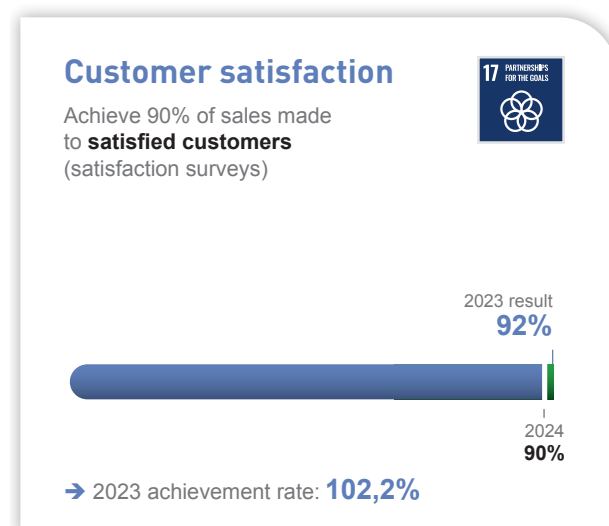 Customer satisfaction
17 PARTNERSHIPS
FOR THE GOALS
Achieve 90% of sales made
to satisfied customers
(satisfaction surveys)
2023 result
92%
2024
90%
➔ 2023 achievement rate: 102,2%